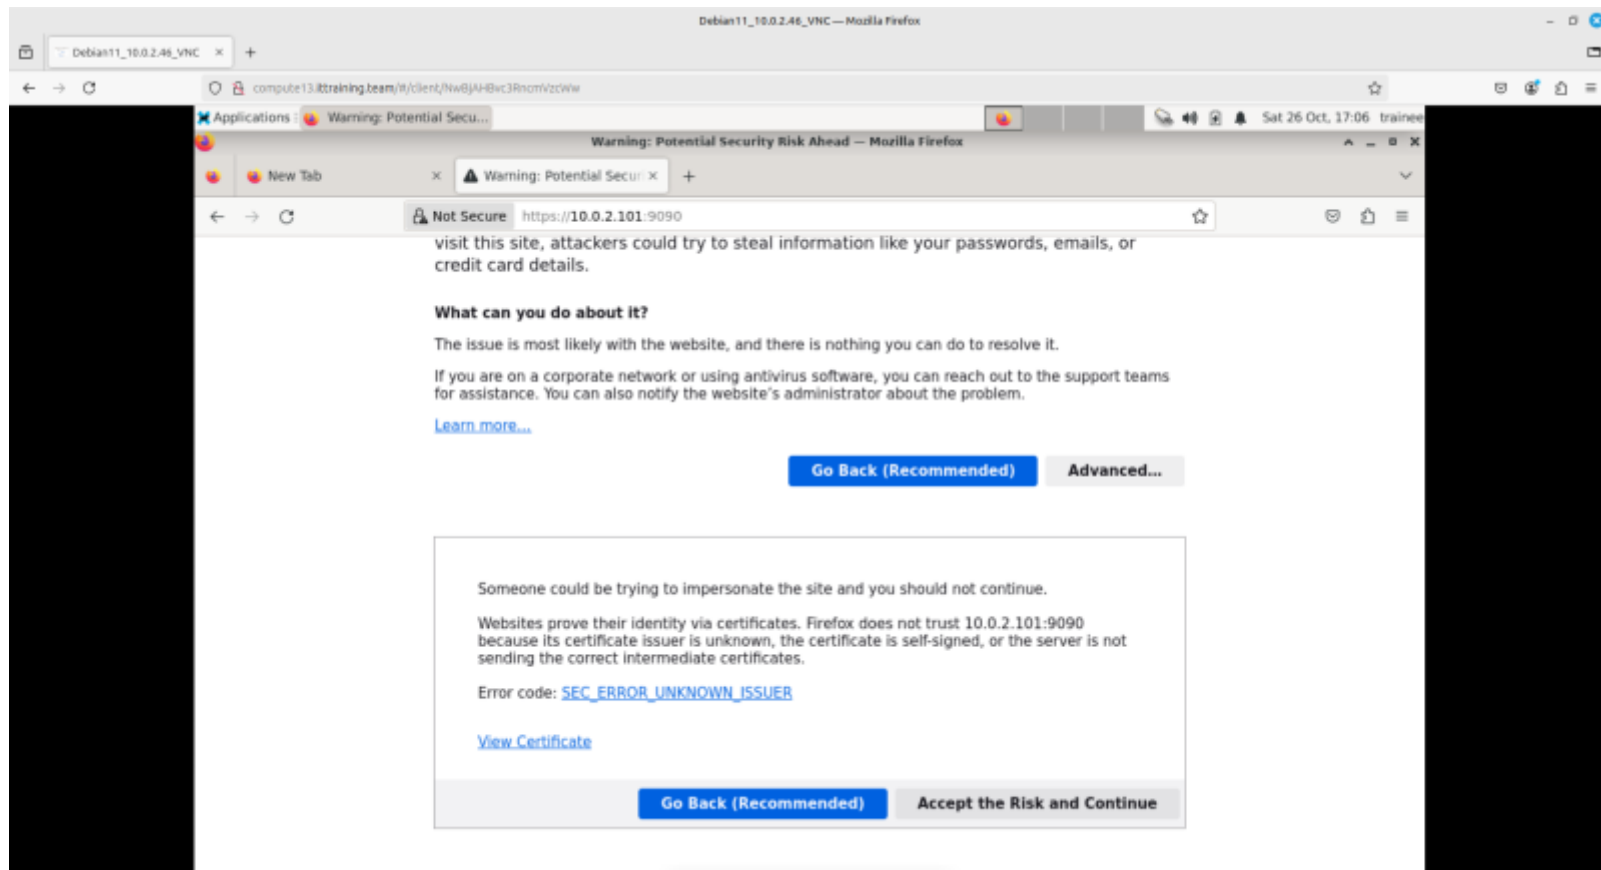 Debian11_10.0.2.46_VNC — Mozilla Firefox
Debian11_10.0.2.46_VNC
Applications
Warning: Potential Secu...
Sat 26 Oct, 17:06 trainee
Warning: Potential Security Risk Ahead — Mozilla Firefox
New Tab
Warning: Potential Secur
Not Secure https://10.0.2.101:9090
visit this site, attackers could try to steal information like your passwords, emails, or
credit card details.
What can you do about it?
The issue is most likely with the website, and there is nothing you can do to resolve it.
If you are on a corporate network or using antivirus software, you can reach out to the support teams
for assistance. You can also notify the website's administrator about the problem.
Learn more...
Go Back (Recommended) Advanced...
Someone could be trying to impersonate the site and you should not continue.
Websites prove their identity via certificates. Firefox does not trust 10.0.2.101:9090
because its certificate issuer is unknown, the certificate is self-signed, or the server is not
sending the correct intermediate certificates.
Error code: SEC_ERROR_UNKNOWN_ISSUER
View Certificate
Go Back (Recommended) Accept the Risk and Continue